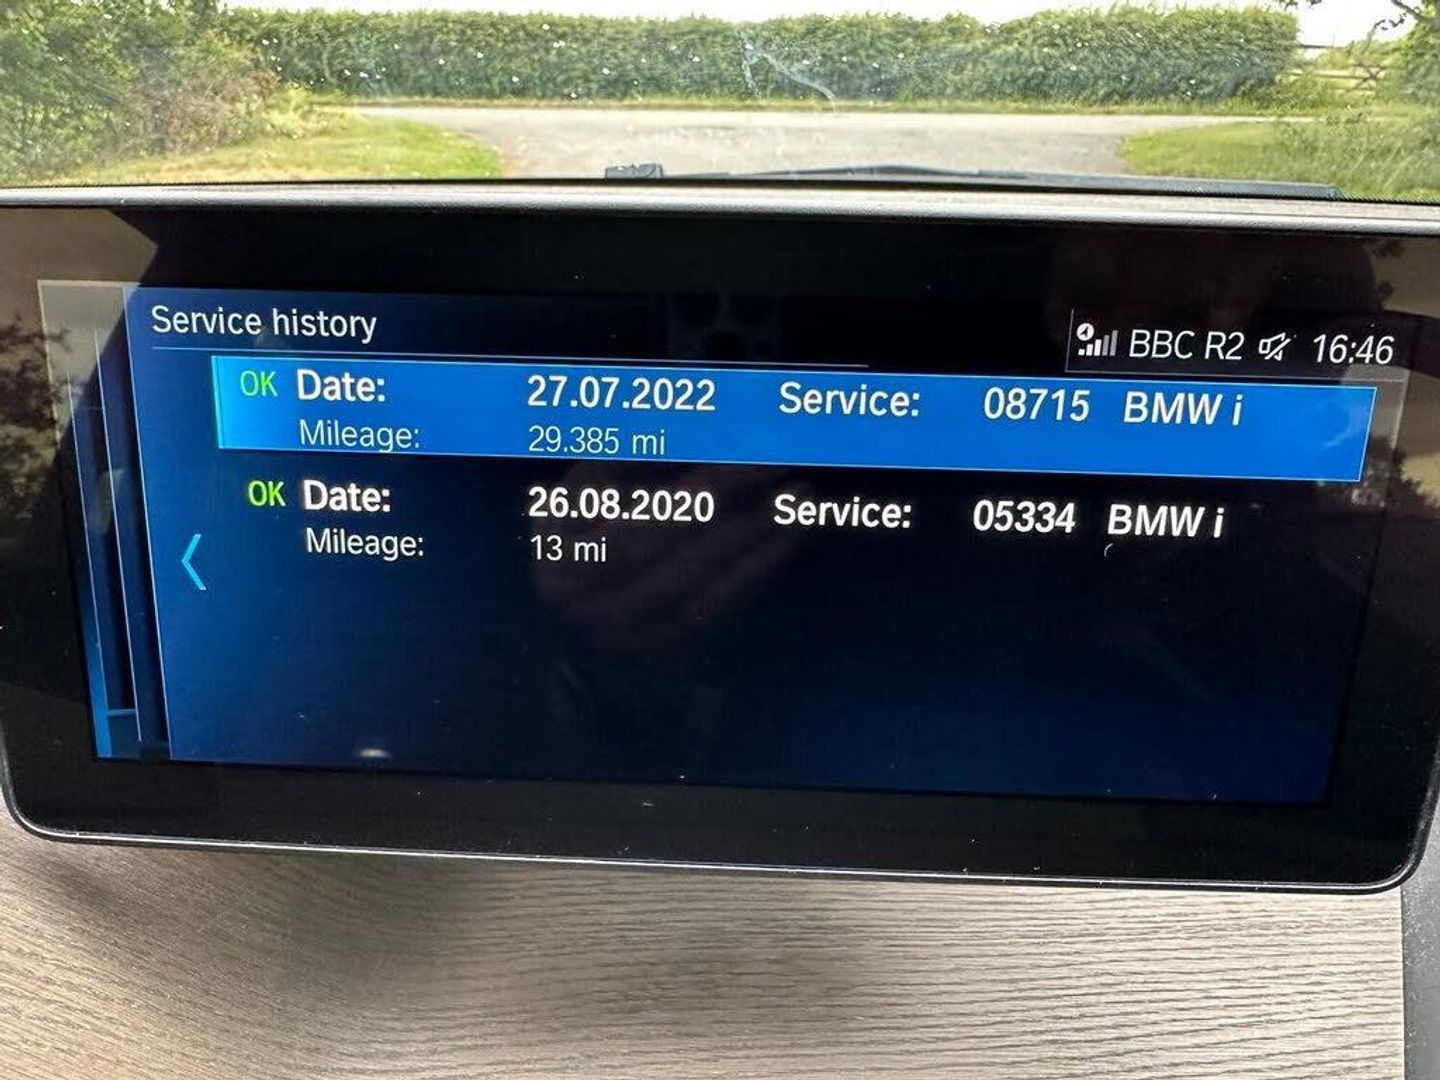 Service history
BBC R2 16:46
OK Date: 27.07.2022 Service: 08715 BMW i
Mileage: 29.385 mi
OK Date: 26.08.2020 Service: 05334 BMW i
Mileage: 13 mi